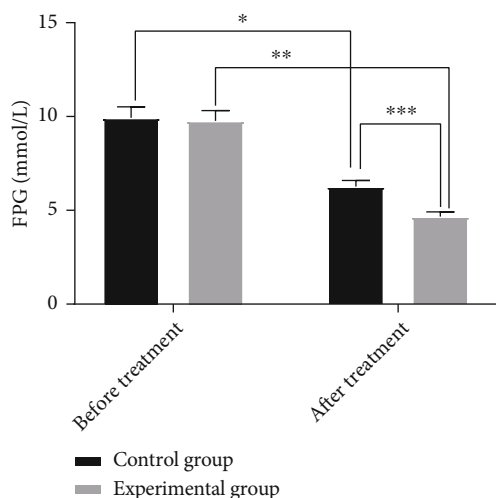 15
*
**
10
***
FPG (mmol/L)
5
0
Before treatment
After treatment
Control group
Experimental group